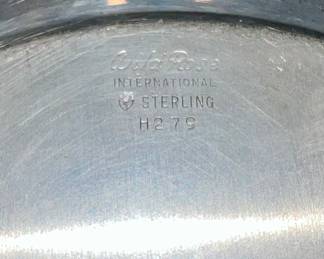 Wild Rose
INTERNATIONAL
STERLING
H279